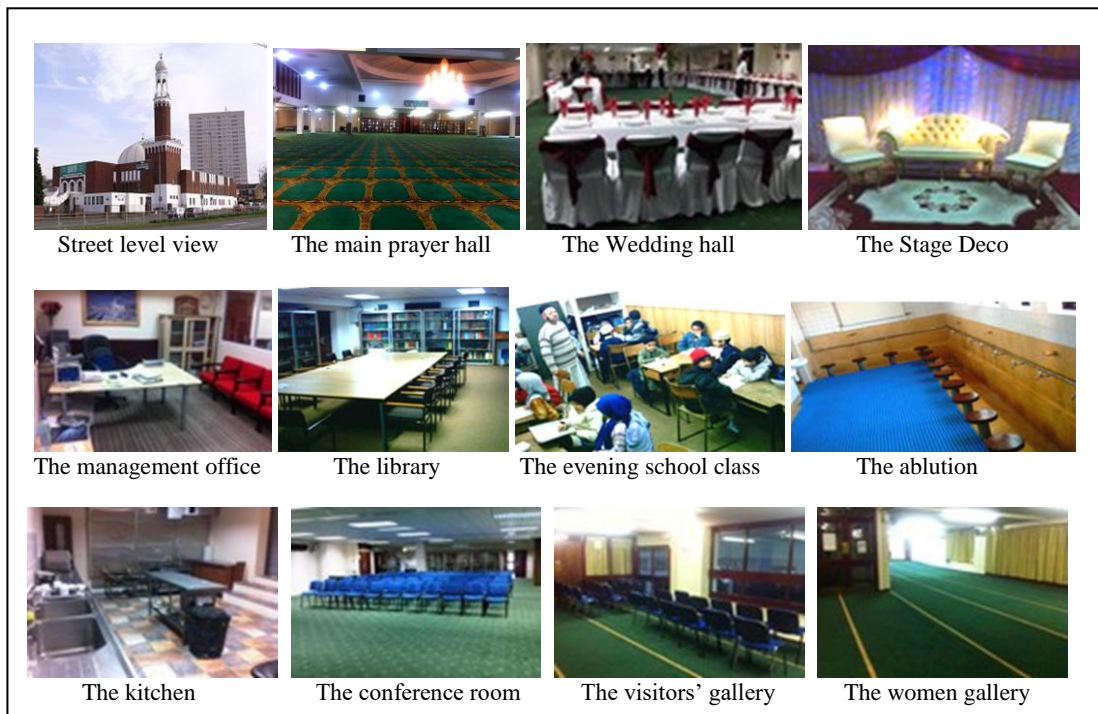 Street level view
The main prayer hall
The Wedding hall
The Stage Deco
The management office
The library
The evening school class
The ablution
The kitchen
The conference room
The visitors’ gallery
The women gallery